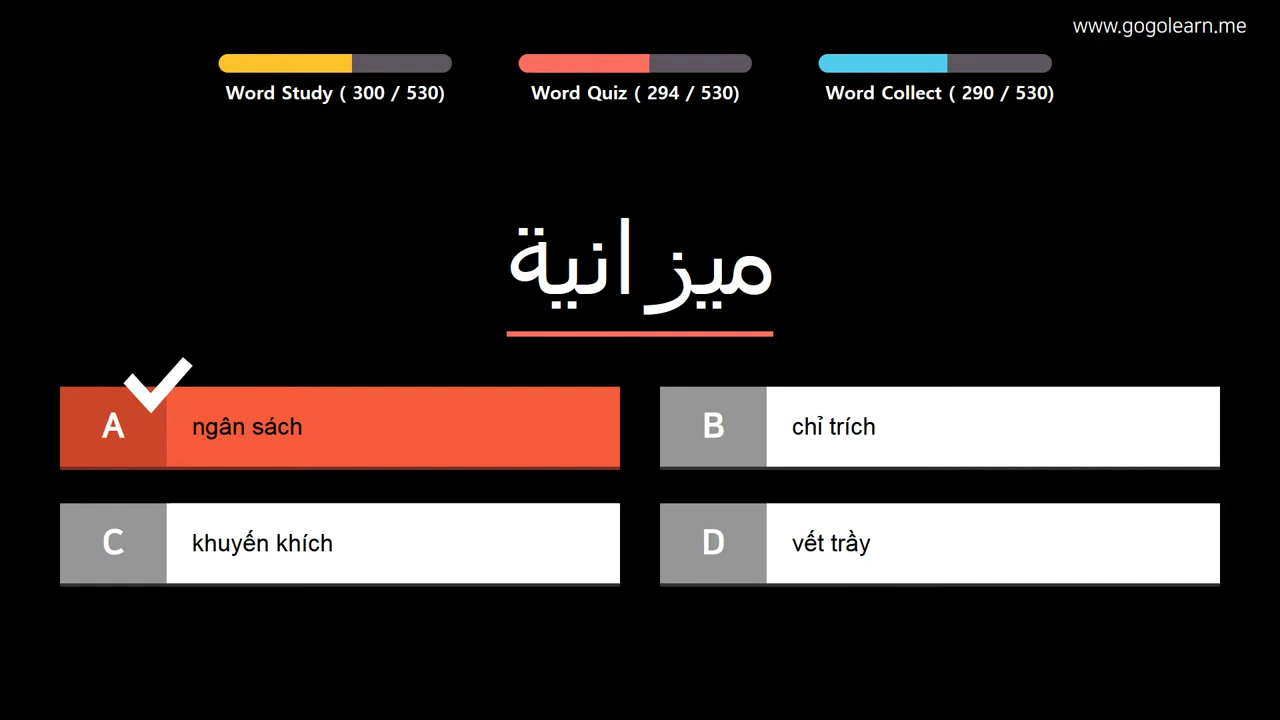 www.gogolearn.me
Word Study ( 300 / 530)
Word Quiz ( 294 / 530)
Word Collect ( 290 / 530)
ميزانية
A ngân sách
B chỉ trích
C khuyến khích
D vết trầy